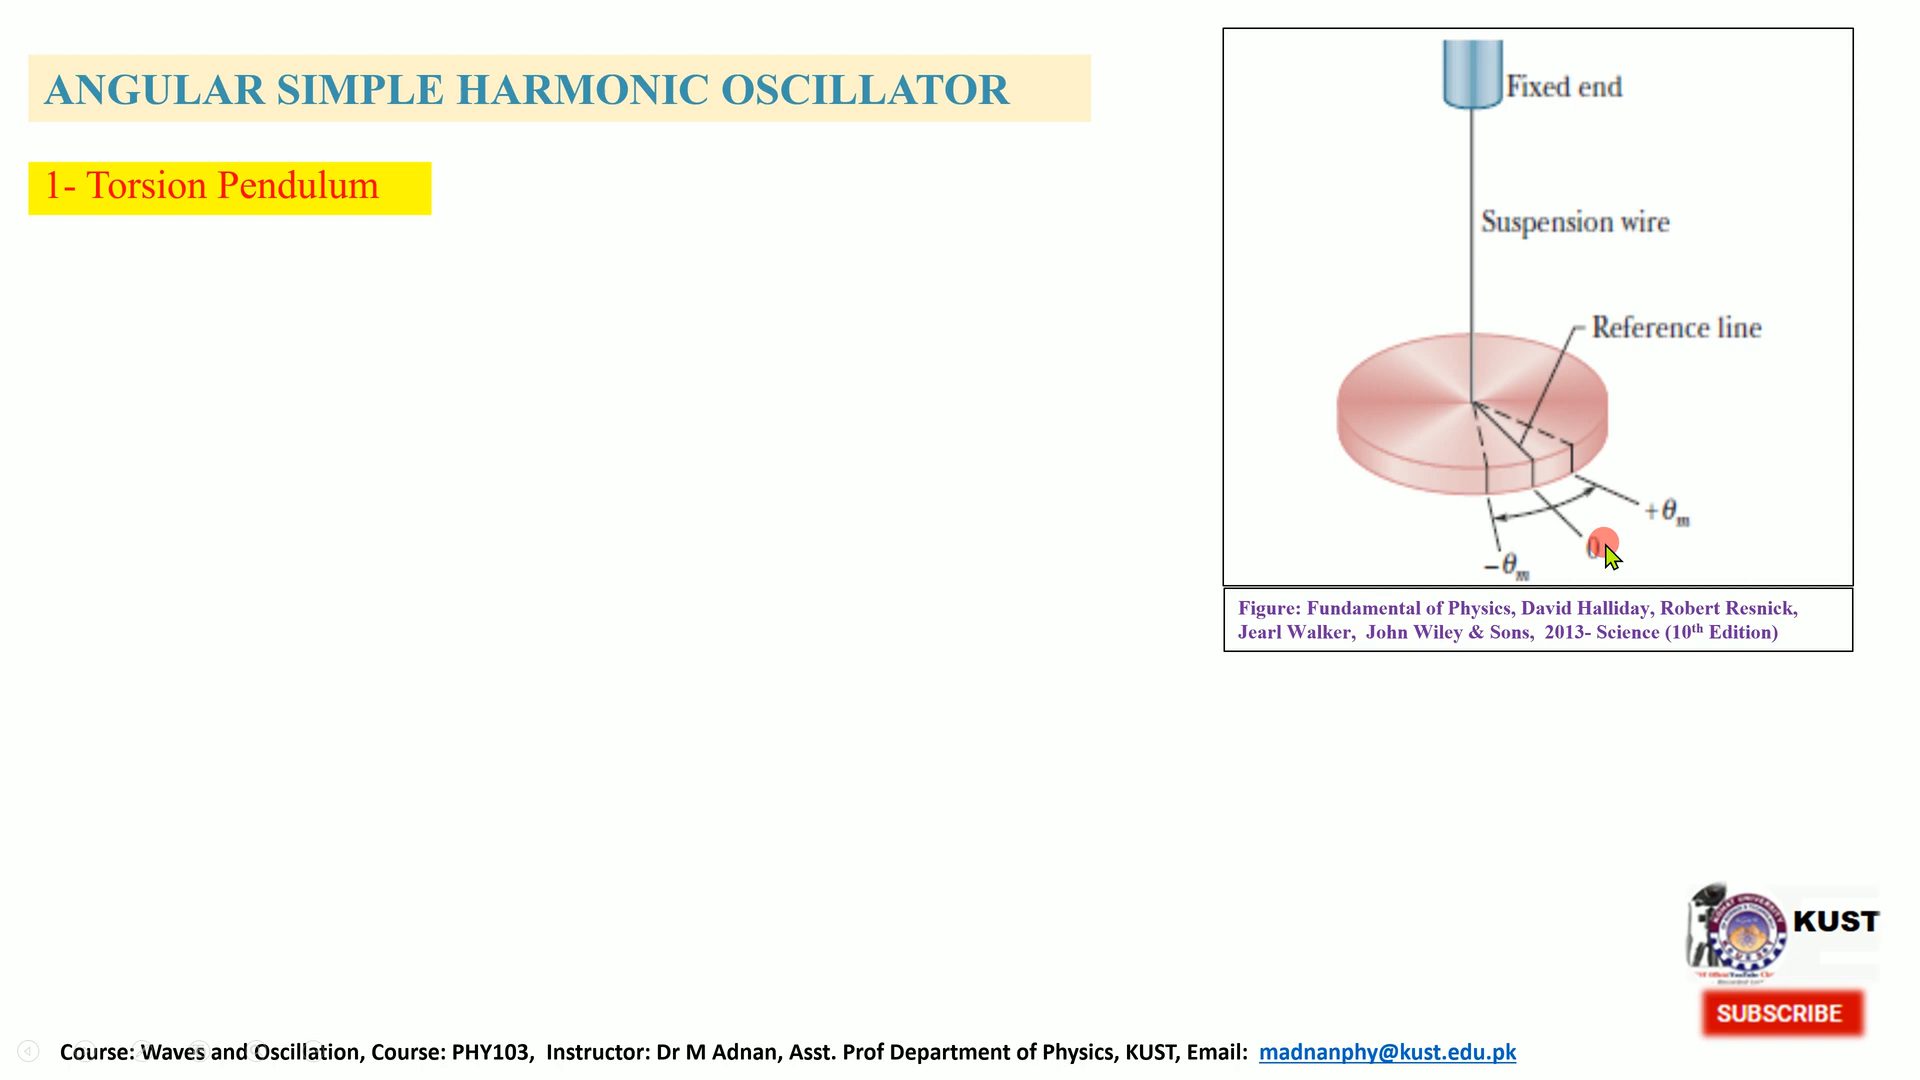 ANGULAR SIMPLE HARMONIC OSCILLATOR
1- Torsion Pendulum
Fixed end
Suspension wire
Reference line
+θm
0
−θm
Figure: Fundamental of Physics, David Halliday, Robert Resnick,
Jearl Walker, John Wiley & Sons, 2013- Science (10th Edition)
KUST
SUBSCRIBE
Course: Waves and Oscillation, Course: PHY103, Instructor: Dr M Adnan, Asst. Prof Department of Physics, KUST, Email: madnanphy@kust.edu.pk